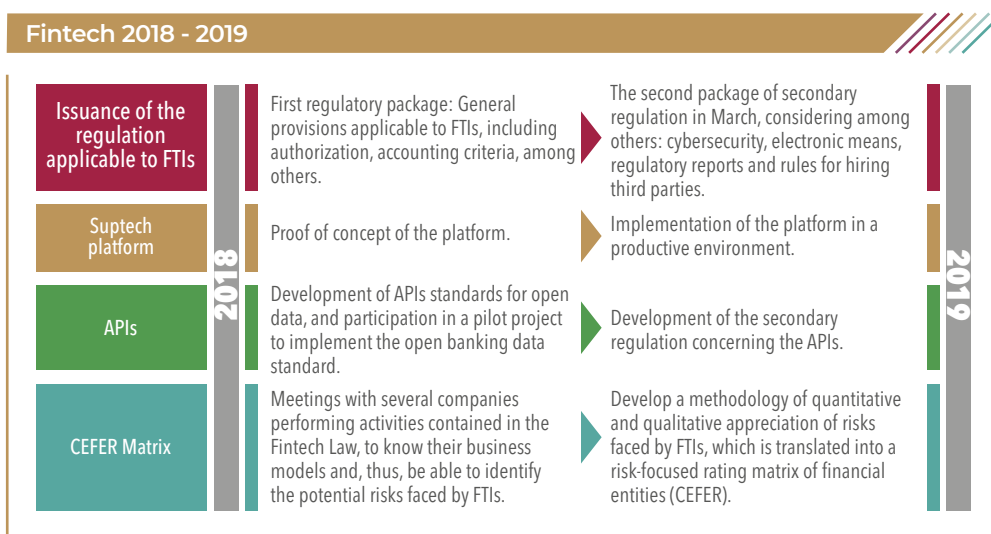 Fintech 2018 - 2019
Issuance of the
regulation
applicable to FTIs
2018
First regulatory package: General
provisions applicable to FTIs, including
authorization, accounting criteria, among
others.
The second package of secondary
regulation in March, considering among
others: cybersecurity, electronic means,
regulatory reports and rules for hiring
third parties.
2019
Suptech
platform
Proof of concept of the platform.
Implementation of the platform in a
productive environment.
APIs
Development of APIs standards for open
data, and participation in a pilot project
to implement the open banking data
standard.
Development of the secondary
regulation concerning the APIs.
CEFER Matrix
Meetings with several companies
performing activities contained in the
Fintech Law, to know their business
models and, thus, be able to identify
the potential risks faced by FTIs.
Develop a methodology of quantitative
and qualitative appreciation of risks
faced by FTIs, which is translated into a
risk-focused rating matrix of financial
entities (CEFER).